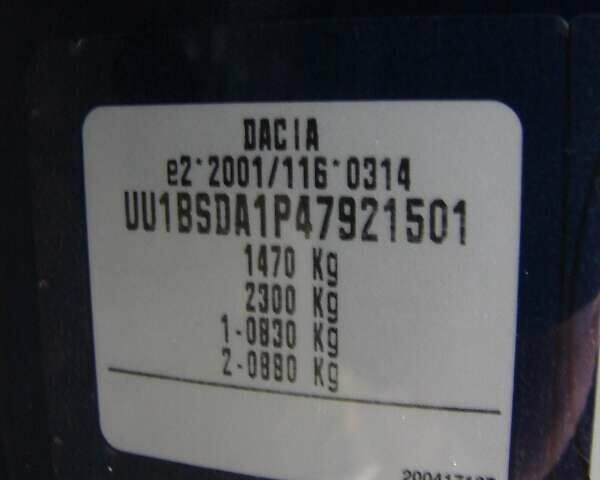 DACIA
e2*2001/116*0314
UU1BSDA1P47921501
1470 Kg
2300 Kg
1-0830 Kg
2-0880 Kg